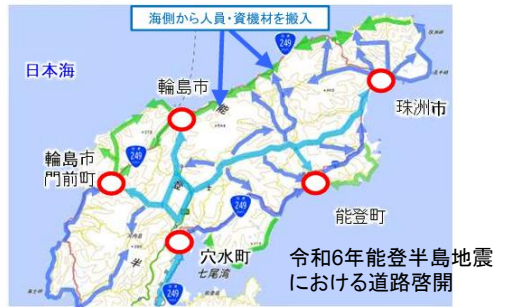 海側から人員・資機材を搬入
249
日本海
輪島市
能
珠洲市
輪島市
門前町
249
登
249
能登町
穴水町
半
七尾湾
令和6年能登半島地震
における道路啓開